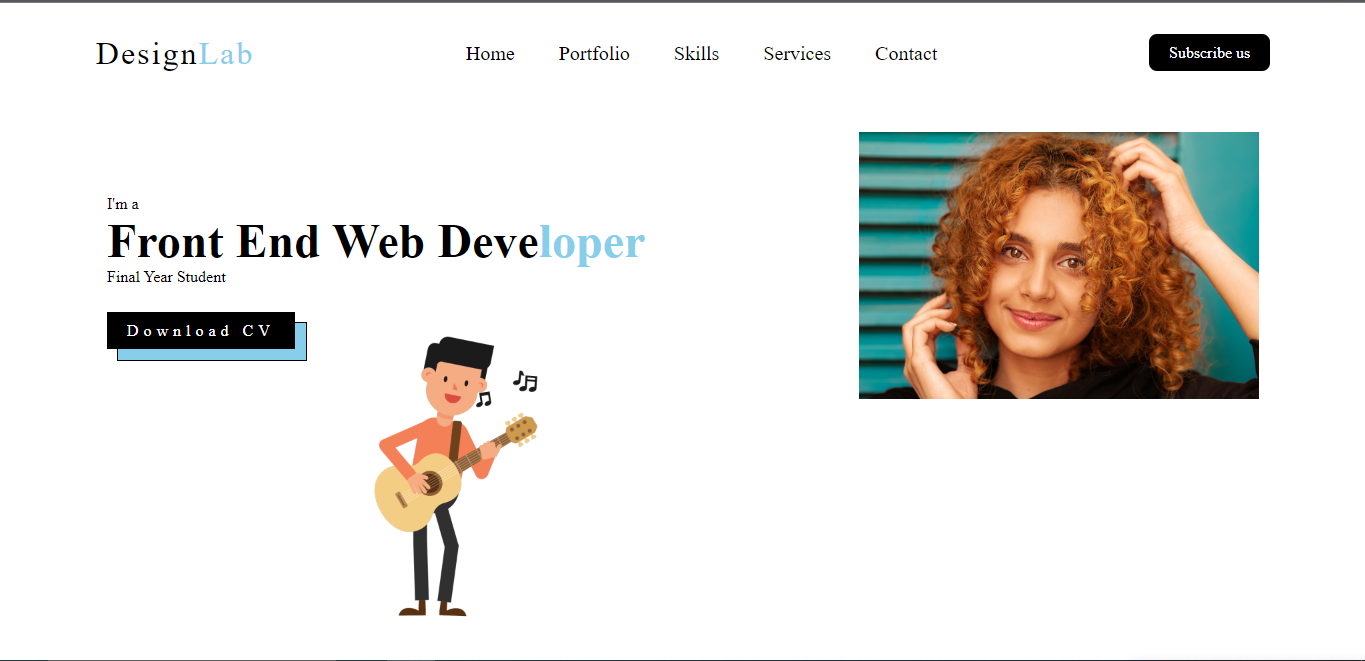 DesignLab
Home Portfolio Skills Services Contact
Subscribe us
I'm a
Front End Web Developer
Final Year Student
Download CV